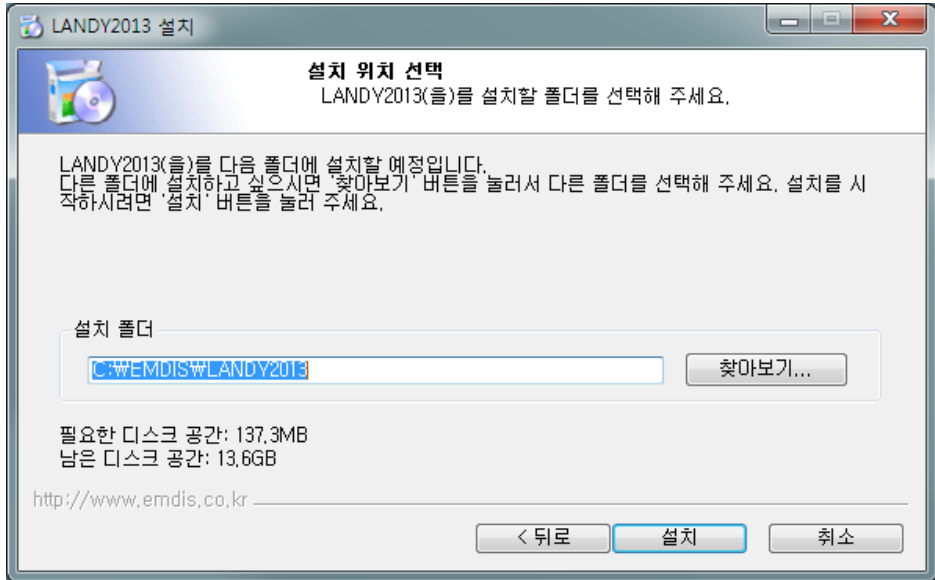 LANDY2013 설치
설치 위치 선택
LANDY2013(을)를 설치할 폴더를 선택해 주세요.
LANDY2013(을)를 다음 폴더에 설치할 예정입니다.
다른 폴더에 설치하고 싶으시면 '찾아보기' 버튼을 눌러서 다른 폴더를 선택해 주세요. 설치를 시
작하시려면 '설치' 버튼을 눌러 주세요.
설치 폴더
C:₩EMDIS₩LANDY2013
찾아보기...
필요한 디스크 공간: 137.3MB
남은 디스크 공간: 13.6GB
http://www.emdis.co.kr
< 뒤로
설치
취소